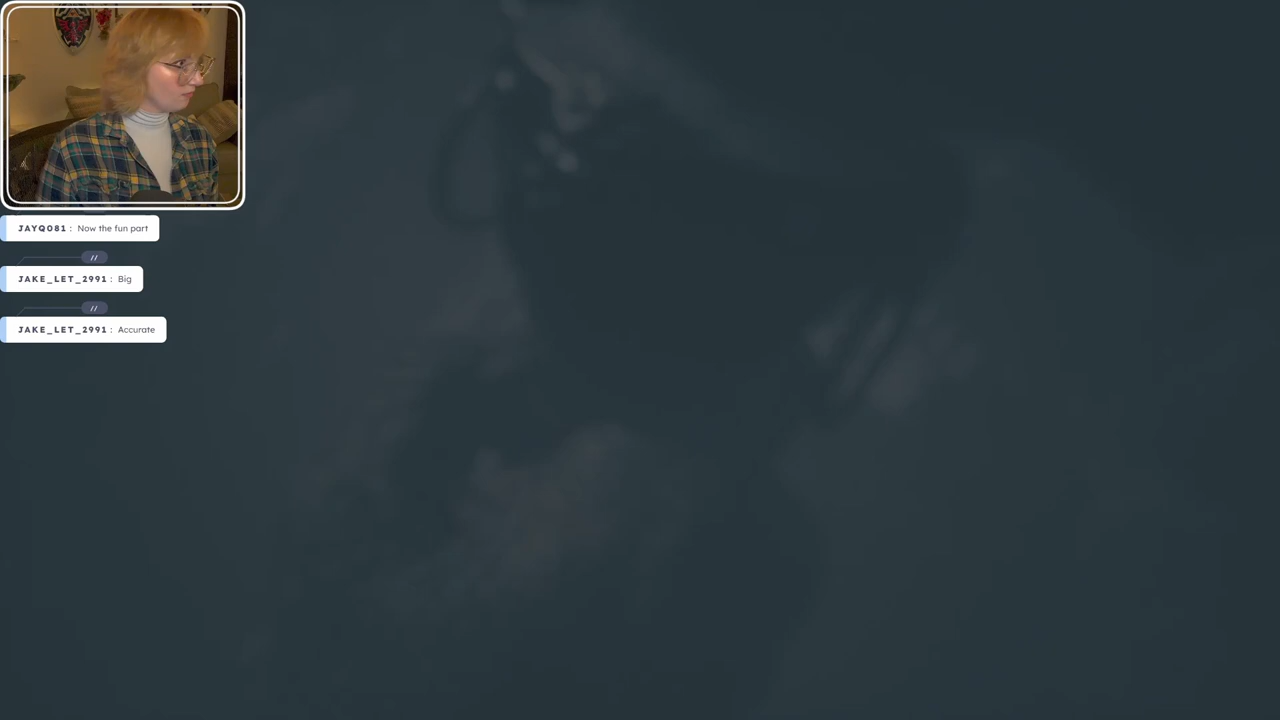 JAYQ081 : Now the fun part
//
JAKE_LET_2991 : Big
//
JAKE_LET_2991 : Accurate